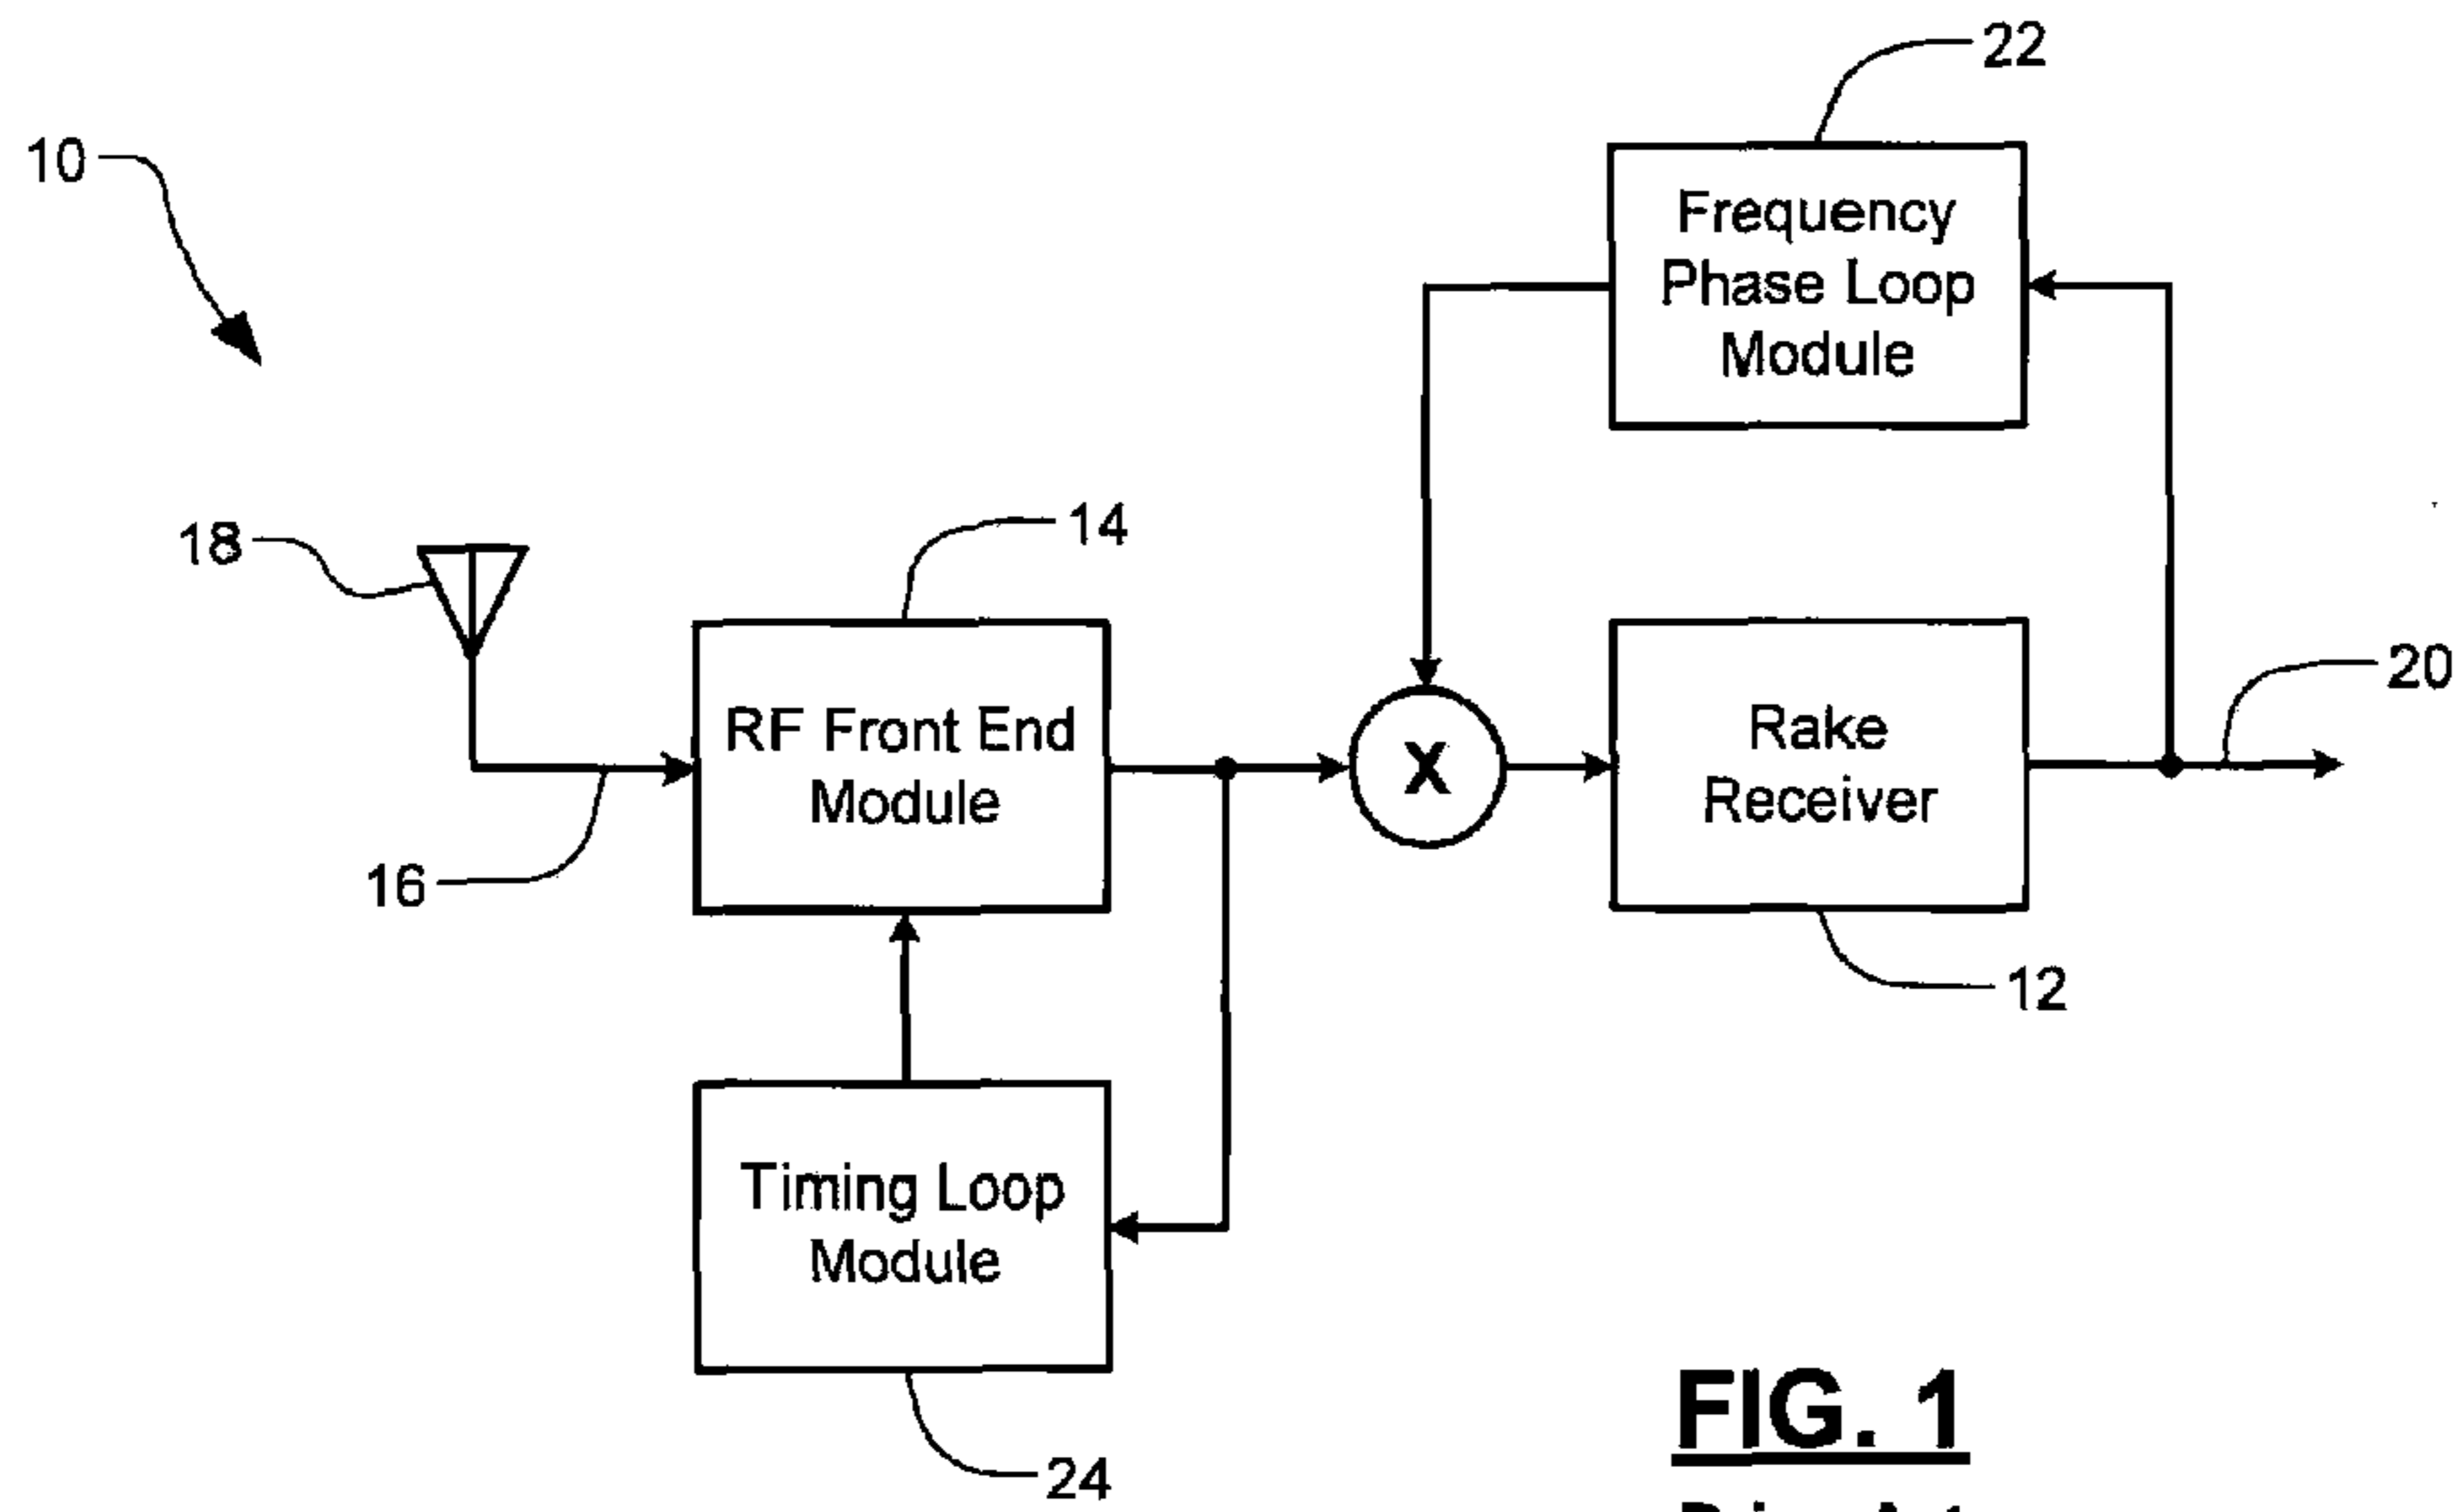 10
22
Frequency
Phase Loop
Module
18
14
RF Front End
Module
X
Rake
Receiver
20
16
12
Timing Loop
Module
24
FIG. 1